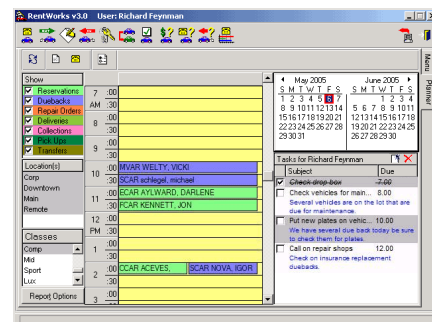 RentWorks v3.0 User: Richard Feynman
Menu
Planner
Show
Reservations
Duebacks
Repair Orders
Deliveries
Collections
Pick Ups
Transfers
Location(s)
Corp
Downtown
Main
Remote
Classes
Comp
Mid
Sport
Lux
Report Options
7 :00
AM :30
8 :00
:30
9 :00
:30
10 :00 MVAR WELTY, VICKI
:30 SCAR schlegel, michael
11 :00 ECAR AYLWARD, DARLENE
:30 FCAR KENNETT, JON
12 :00
PM :30
1 :00
:30
2 :00 CCAR ACEVES, SCAR NOVA, IGOR
:30
3 :00
May 2005
S M T W T F S
1 2 3 4 5 6 7
8 9 10 11 12 13 14
15 16 17 18 19 20 21
22 23 24 25 26 27 28
29 30 31
June 2005
S M T W T F S
1 2 3 4
5 6 7 8 9 10 11
12 13 14 15 16 17 18
19 20 21 22 23 24 25
26 27 28 29 30
Tasks for Richard Feynman
Subject Due
Check drop box 7.00
Check vehicles for main... 8.00
Several vehicles are on the lot that are
due for maintenance.
Put new plates on vehic... 10.00
We have several due back today be sure
to check them for plates.
Call on repair shops 12.00
Check on insurance replacement
duebacks.